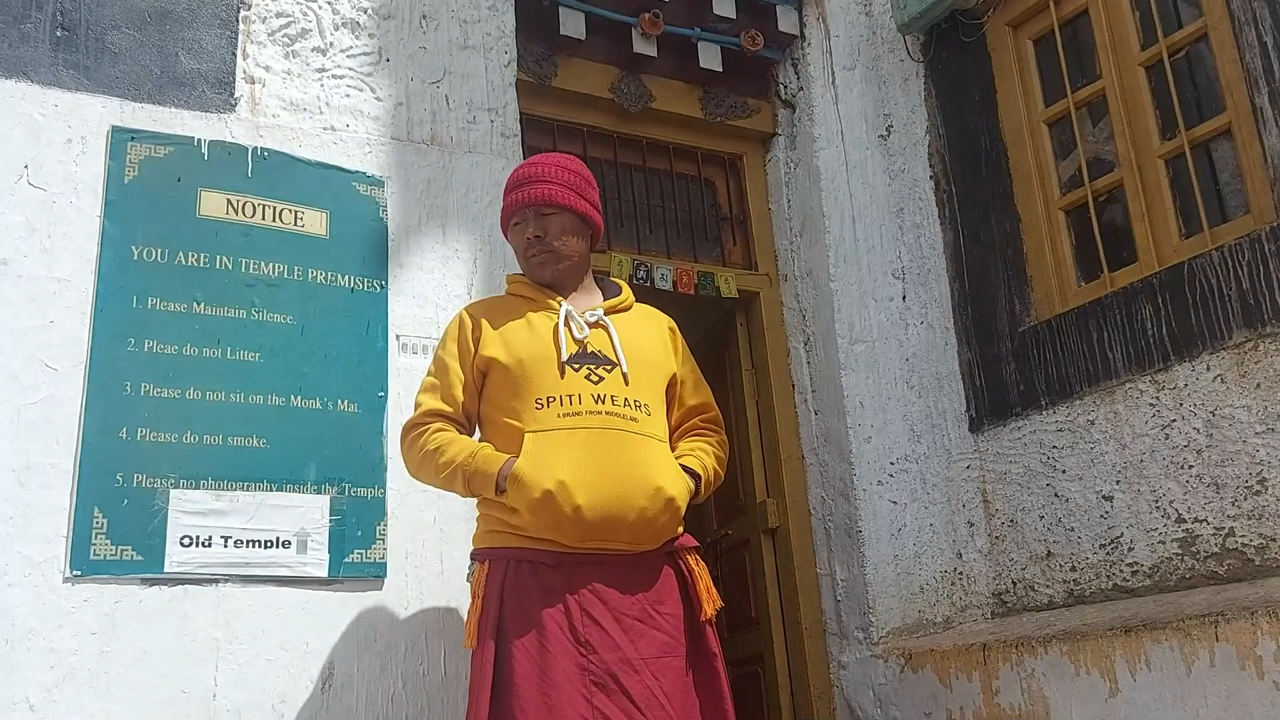 NOTICE
YOU ARE IN TEMPLE PREMISES
1. Please Maintain Silence.
2. Pleae do not Litter.
3. Please do not sit on the Monk's Mat.
4. Please do not smoke.
5. Please no photography inside the Temple
Old Temple
SPITI WEARS
A BRAND FROM MIDDLELAND